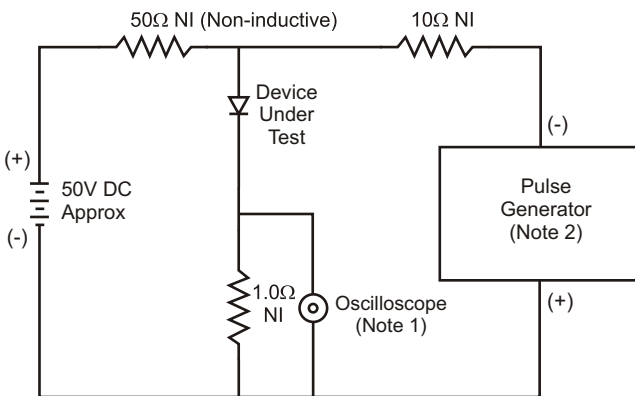 50Ω NI (Non-inductive)
10Ω NI
Device
Under
Test
(-)
(+)
50V DC
Approx
(-)
Pulse
Generator
(Note 2)
1.0Ω
NI
Oscilloscope
(Note 1)
(+)